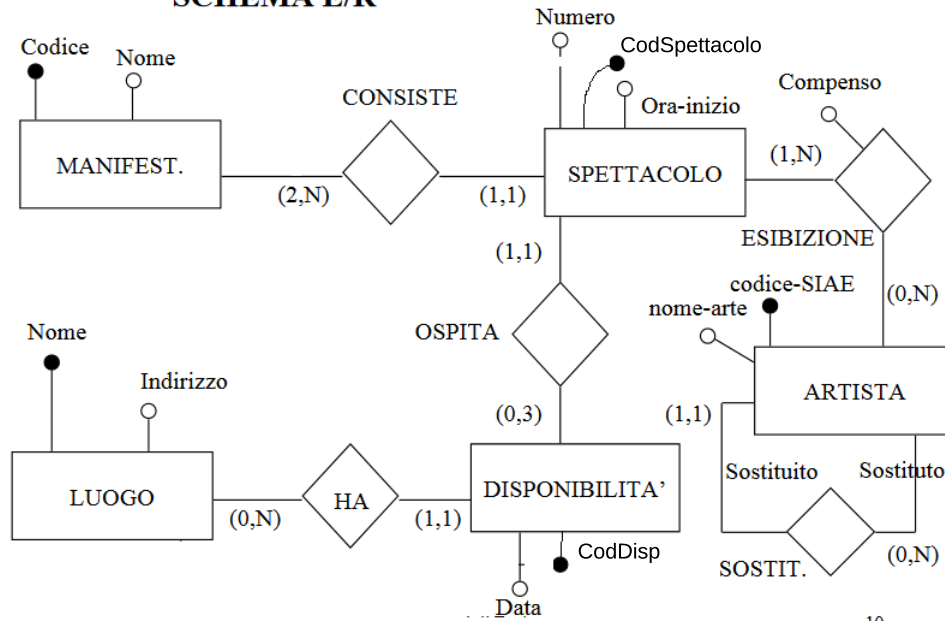 SCHEMA E/R
Numero
Codice
Nome
CodSpettacolo
Ora-inizio
Compenso
CONSISTE
MANIFEST.
SPETTACOLO
(1,N)
(2,N)
(1,1)
ESIBIZIONE
(1,1)
codice-SIAE
(0,N)
nome-arte
Nome
OSPITA
Indirizzo
ARTISTA
(0,3)
(1,1)
Sostituito
Sostituto
LUOGO
HA
DISPONIBILITA’
(0,N)
(1,1)
CodDisp
(0,N)
SOSTIT.
Data